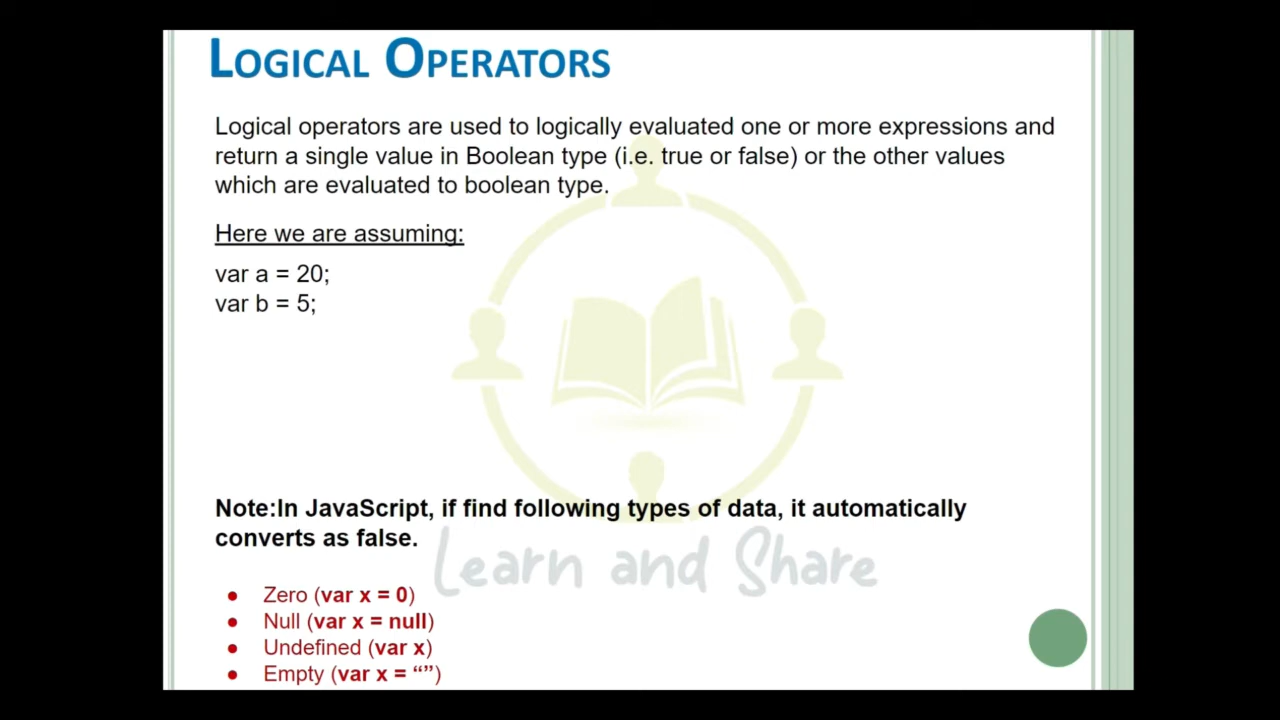 LOGICAL OPERATORS
Logical operators are used to logically evaluated one or more expressions and
return a single value in Boolean type (i.e. true or false) or the other values
which are evaluated to boolean type.
Here we are assuming:
var a = 20;
var b = 5;
Note:In JavaScript, if find following types of data, it automatically
converts as false.
Learn and Share
● Zero (var x = 0)
● Null (var x = null)
● Undefined (var x)
● Empty (var x = “”)